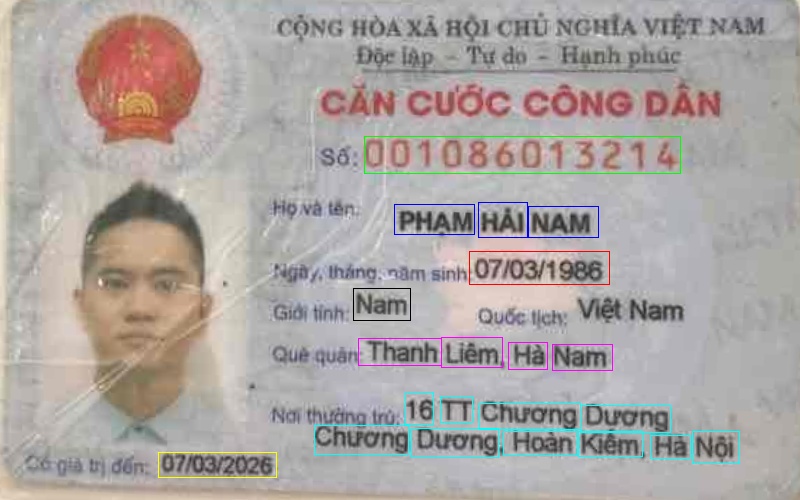 CỘNG HÒA XÃ HỘI CHỦ NGHĨA VIỆT NAM
Độc lập - Tự do - Hạnh phúc
CĂN CƯỚC CÔNG DÂN
Số: 001086013214
Họ và tên: PHẠM HẢI NAM
Ngày, tháng, năm sinh: 07/03/1986
Giới tính: Nam Quốc tịch: Việt Nam
Quê quán: Thanh Liêm, Hà Nam
Nơi thường trú: 16 TT Chương Dương
Chương Dương, Hoàn Kiếm, Hà Nội
Có giá trị đến: 07/03/2026